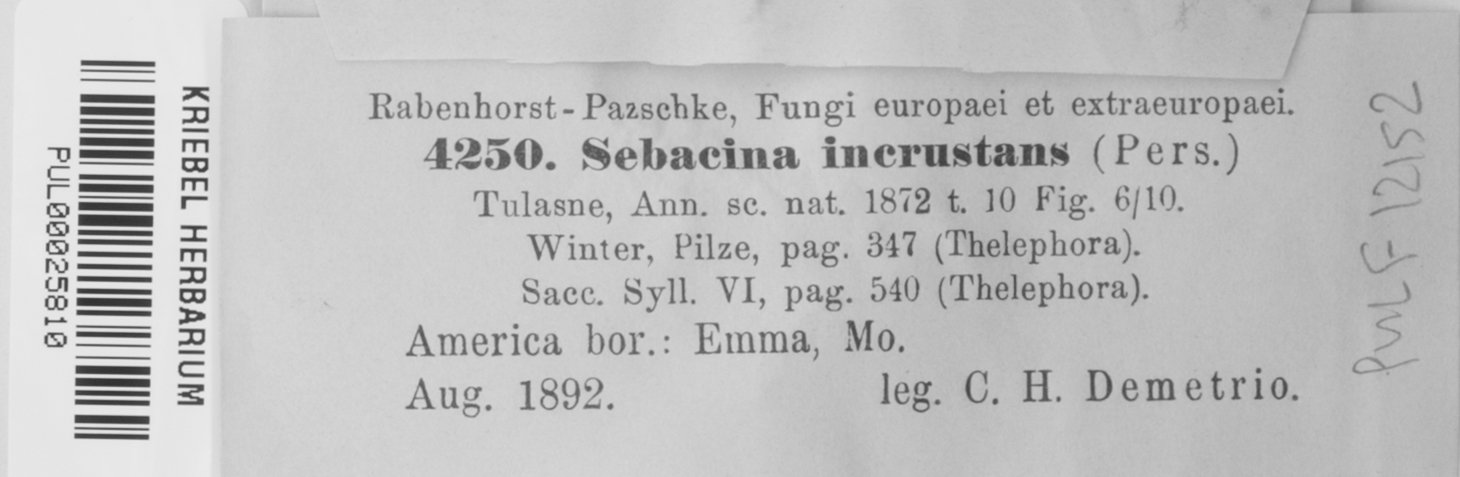 Rabenhorst-Pazschke, Fungi europaei et extraeuropaei.
4250. Sebacina incrustans (Pers.)
Tulasne, Ann. sc. nat. 1872 t. 10 Fig. 6/10.
Winter, Pilze, pag. 347 (Thelephora).
Sacc. Syll. VI, pag. 540 (Thelephora).
America bor.: Emma, Mo.
Aug. 1892. leg. C. H. Demetrio.
KRIEBEL HERBARIUM
PUL00025810
PUL F 12152